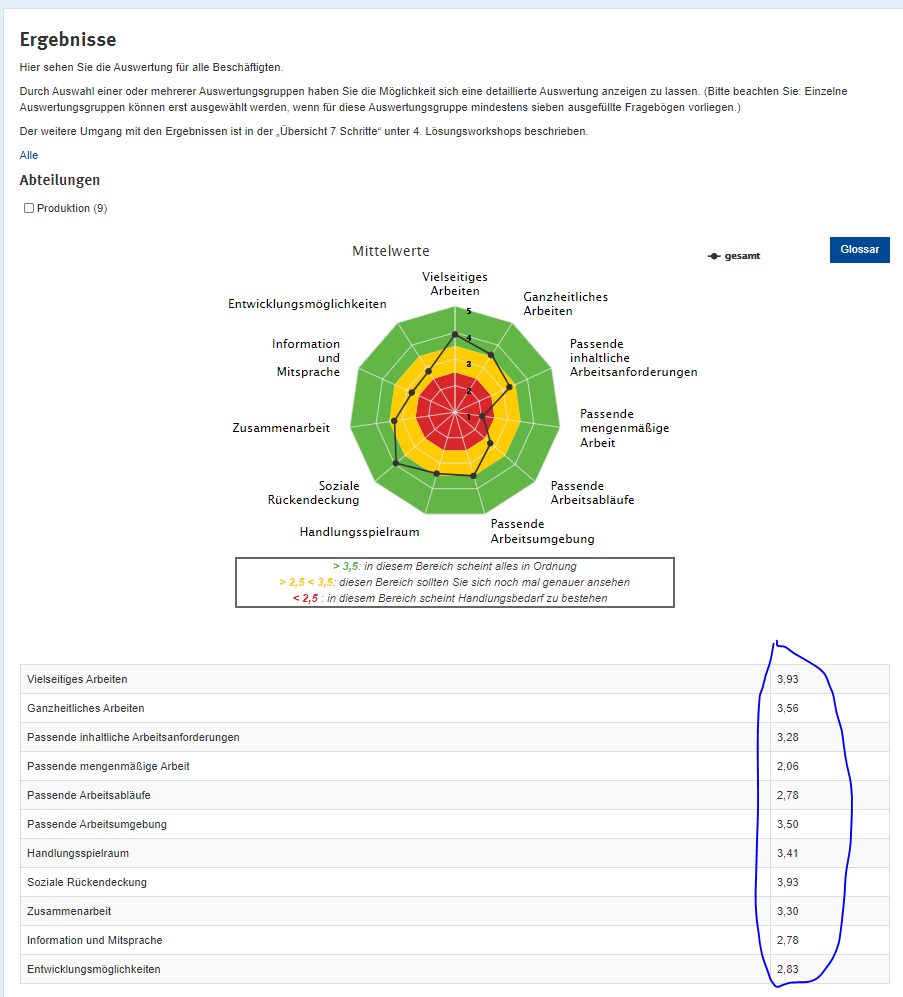 Ergebnisse
Hier sehen Sie die Auswertung für alle Beschäftigten.
Durch Auswahl einer oder mehrerer Auswertungsgruppen haben Sie die Möglichkeit sich eine detaillierte Auswertung anzeigen zu lassen. (Bitte beachten Sie: Einzelne
Auswertungsgruppen können erst ausgewählt werden, wenn für diese Auswertungsgruppe mindestens sieben ausgefüllte Fragebögen vorliegen.)
Der weitere Umgang mit den Ergebnissen ist in der „Übersicht 7 Schritte“ unter 4. Lösungsworkshops beschrieben.
Alle
Abteilungen
Produktion (9)
Mittelwerte
gesamt
Glossar
Vielseitiges
Arbeiten
Ganzheitliches
Arbeiten
Passende
inhaltliche
Arbeitsanforderungen
Passende
mengenmäßige
Arbeit
Passende
Arbeitsabläufe
Passende
Arbeitsumgebung
Handlungsspielraum
Soziale
Rückendeckung
Zusammenarbeit
Information
und
Mitsprache
Entwicklungsmöglichkeiten
5
4
3
2
1
> 3,5: in diesem Bereich scheint alles in Ordnung
> 2,5 < 3,5: diesen Bereich sollten Sie sich noch mal genauer ansehen
< 2,5 : in diesem Bereich scheint Handlungsbedarf zu bestehen
Vielseitiges Arbeiten 3,93
Ganzheitliches Arbeiten 3,56
Passende inhaltliche Arbeitsanforderungen 3,28
Passende mengenmäßige Arbeit 2,06
Passende Arbeitsabläufe 2,78
Passende Arbeitsumgebung 3,50
Handlungsspielraum 3,41
Soziale Rückendeckung 3,93
Zusammenarbeit 3,30
Information und Mitsprache 2,78
Entwicklungsmöglichkeiten 2,83